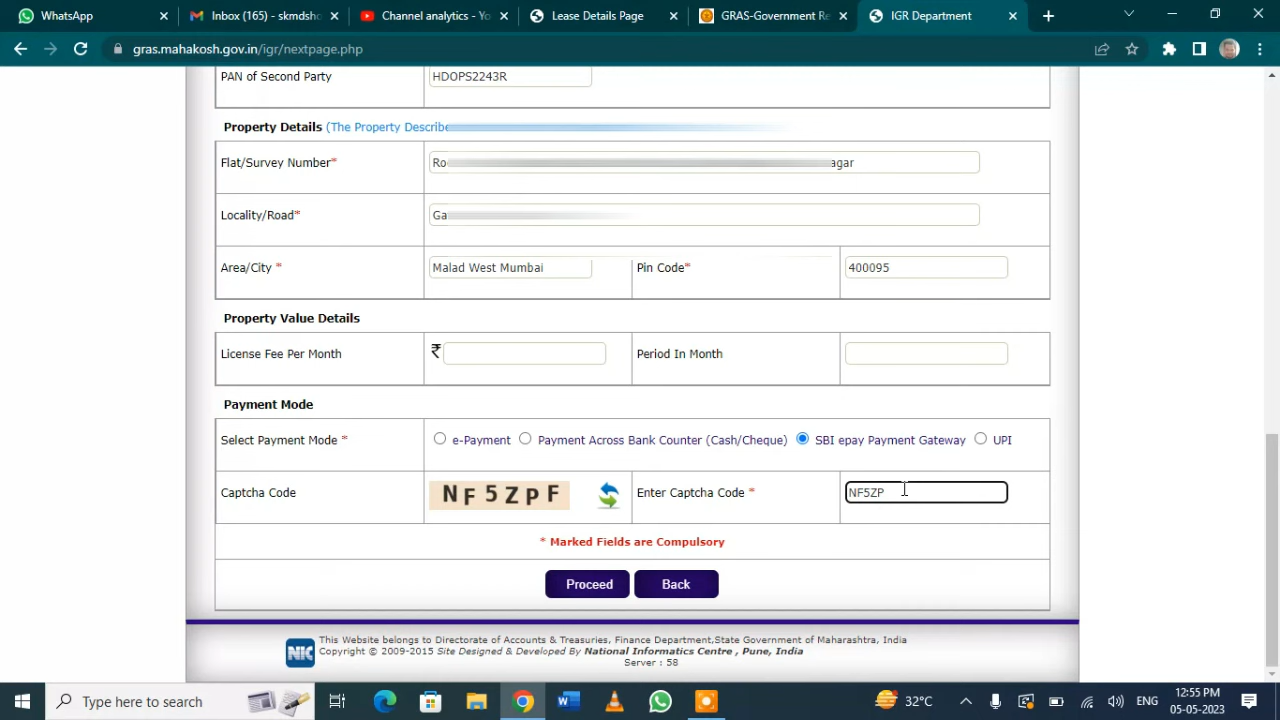 WhatsApp
Inbox (165) - skmdsho
Channel analytics - Yo
Lease Details Page
GRAS-Government Re
IGR Department
gras.mahakosh.gov.in/igr/nextpage.php
PAN of Second Party HDOPS2243R
Property Details (The Property Describe
Flat/Survey Number* Ro agar
Locality/Road* Ga
Area/City * Malad West Mumbai Pin Code* 400095
Property Value Details
License Fee Per Month ₹ Period In Month
Payment Mode
Select Payment Mode * e-Payment Payment Across Bank Counter (Cash/Cheque) SBI epay Payment Gateway UPI
Captcha Code NF5ZPF Enter Captcha Code * NF5ZP
* Marked Fields are Compulsory
Proceed Back
This Website belongs to Directorate of Accounts & Treasuries, Finance Department,State Government of Maharashtra, India
NIC Copyright © 2009-2015 Site Designed & Developed By National Informatics Centre , Pune, India
Server : 58
Type here to search 32°C ENG 12:55 PM
05-05-2023